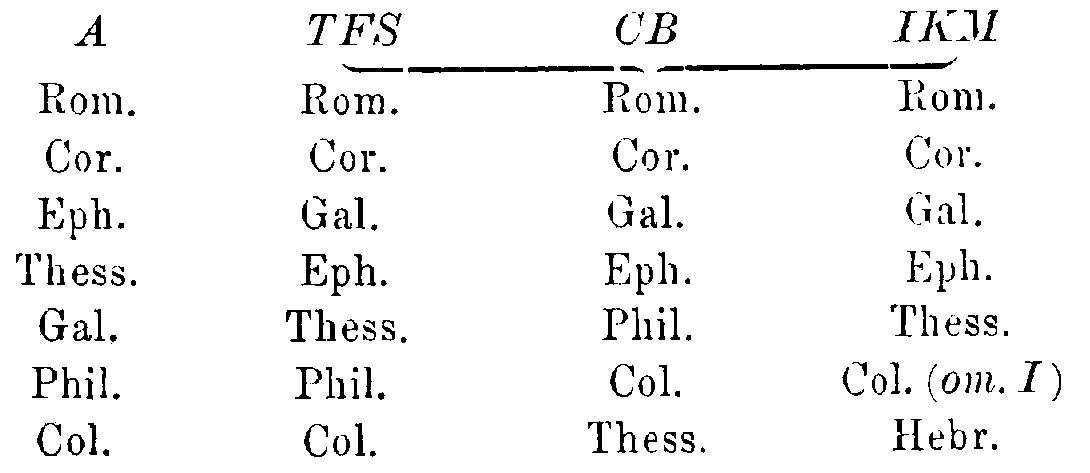 A TFS CB IKM
Rom. Rom. Rom. Rom.
Cor. Cor. Cor. Cor.
Eph. Gal. Gal. Gal.
Thess. Eph. Eph. Eph.
Gal. Thess. Phil. Thess.
Phil. Phil. Col. Col. (om. I)
Col. Col. Thess. Hebr.